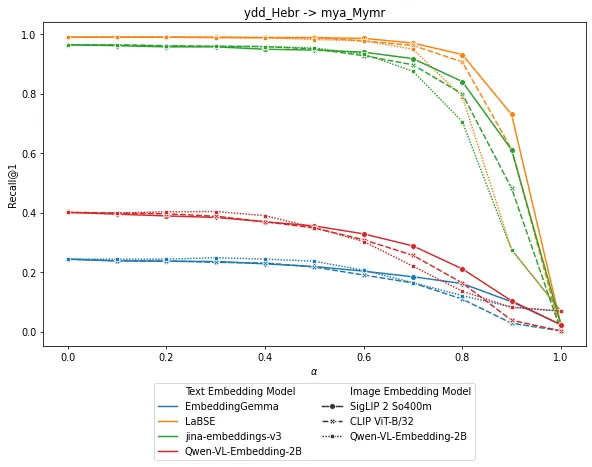 ydd_Hebr -> mya_Mymr
1.0
0.8
0.6
0.4
0.2
0.0
Recall@1
0.0 0.2 0.4 0.6 0.8 1.0
α
Text Embedding Model Image Embedding Model
EmbeddingGemma SigLIP 2 So400m
LaBSE CLIP ViT-B/32
jina-embeddings-v3 Qwen-VL-Embedding-2B
Qwen-VL-Embedding-2B